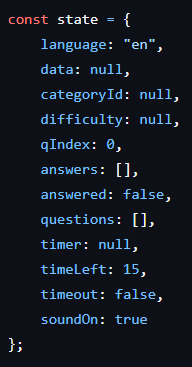 const state = {
    language: "en",
    data: null,
    categoryId: null,
    difficulty: null,
    qIndex: 0,
    answers: [],
    answered: false,
    questions: [],
    timer: null,
    timeLeft: 15,
    timeout: false,
    soundOn: true
};